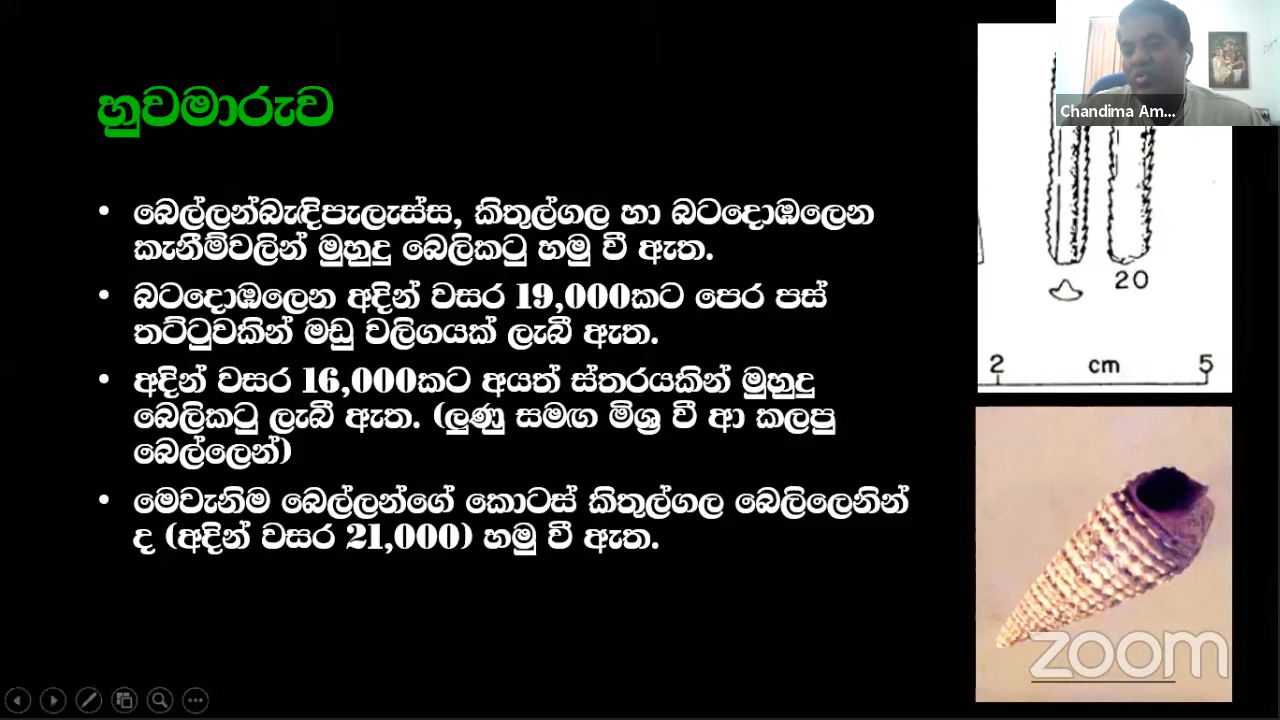 හුවමාරුව
• බෙල්ලන්බැඳිපැලැස්ස, කිතුල්ගල හා බටදොඹලෙන
කැනීම්වලින් මුහුදු බෙලිකටු හමු වී ඇත.
• බටදොඹලෙන අදින් වසර 19,000කට පෙර පස්
තට්ටුවකින් මඩු වලිගයක් ලැබී ඇත.
• අදින් වසර 16,000කට අයත් ස්තරයකින් මුහුදු
බෙලිකටු ලැබී ඇත. (ලුණු සමඟ මිශ්‍ර වී ආ කලපු
බෙල්ලෙන්)
• මෙවැනිම බෙල්ලන්ගේ කොටස් කිතුල්ගල බෙලිලෙනින්
ද (අදින් වසර 21,000) හමු වී ඇත.
Chandima Am...
20
2 cm 5
zoom